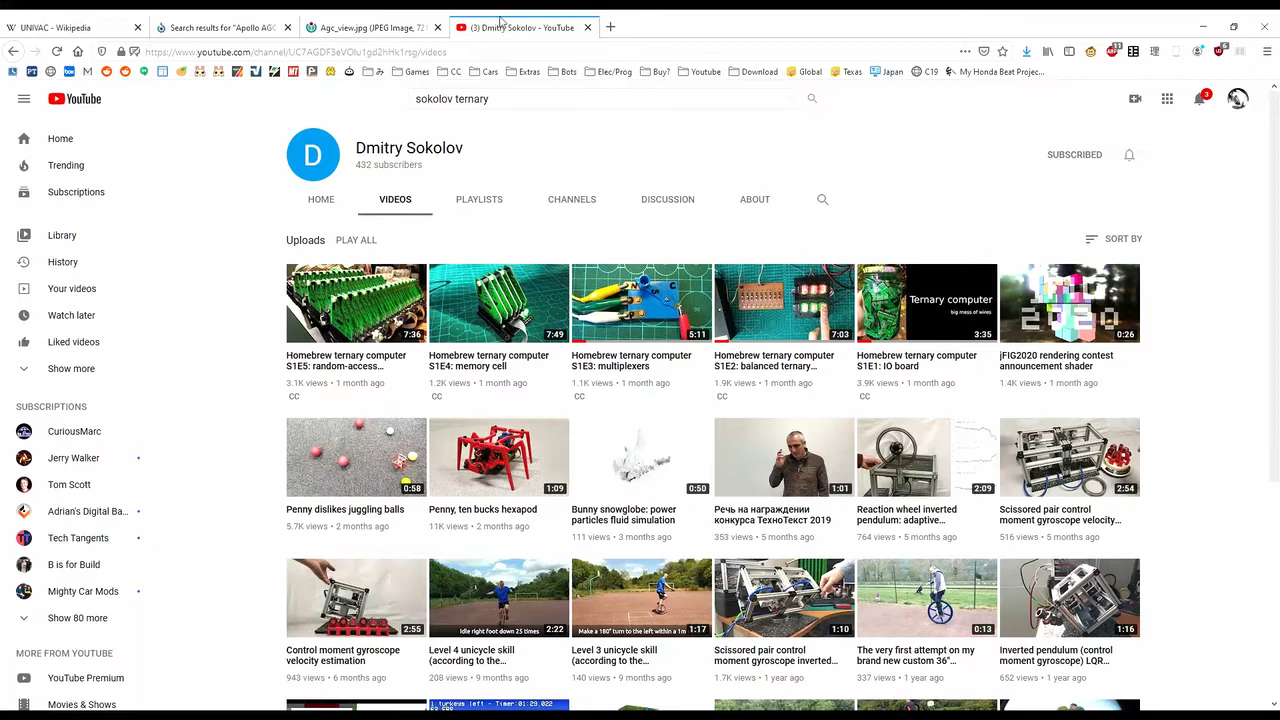 UNIVAC - Wikipedia
Search results for "Apollo AGC
Agc_view.jpg (JPEG Image, 72
(3) Dmitry Sokolov - YouTube
https://www.youtube.com/channel/UC7AGDF3eVOIu1gd2hHk1rsg/videos
Games
CC
Cars
Extras
Bots
Elec/Prog
Buy?
Youtube
Download
Global
Texas
Japan
C19
My Honda Beat Projec...
YouTube
sokolov ternary
3
Home
Trending
Subscriptions
Library
History
Your videos
Watch later
Liked videos
Show more
SUBSCRIPTIONS
CuriousMarc
Jerry Walker
Tom Scott
Adrian's Digital Ba...
Tech Tangents
B is for Build
Mighty Car Mods
Show 80 more
MORE FROM YOUTUBE
YouTube Premium
Movies & Shows
D
Dmitry Sokolov
432 subscribers
SUBSCRIBED
HOME
VIDEOS
PLAYLISTS
CHANNELS
DISCUSSION
ABOUT
Uploads
PLAY ALL
SORT BY
7:36
Homebrew ternary computer
S1E5: random-access...
3.1K views • 1 month ago
CC
7:49
Homebrew ternary computer
S1E4: memory cell
1.2K views • 1 month ago
CC
5:11
Homebrew ternary computer
S1E3: multiplexers
1.1K views • 1 month ago
CC
7:03
Homebrew ternary computer
S1E2: balanced ternary...
1.9K views • 1 month ago
CC
Ternary computer
big mess of wires
3:35
Homebrew ternary computer
S1E1: IO board
3.9K views • 1 month ago
CC
0:26
jFIG2020 rendering contest
announcement shader
1.4K views • 1 month ago
0:58
Penny dislikes juggling balls
5.7K views • 2 months ago
1:09
Penny, ten bucks hexapod
11K views • 2 months ago
0:50
Bunny snowglobe: power
particles fluid simulation
111 views • 3 months ago
1:01
Речь на награждении
конкурса ТехноТекст 2019
353 views • 5 months ago
2:09
Reaction wheel inverted
pendulum: adaptive...
764 views • 5 months ago
2:54
Scissored pair control
moment gyroscope velocity...
516 views • 5 months ago
2:55
Control moment gyroscope
velocity estimation
943 views • 6 months ago
Idle right foot down 25 times
2:22
Level 4 unicycle skill
(according to the...
208 views • 9 months ago
Make a 180° turn to the left within a 1m
1:17
Level 3 unicycle skill
(according to the...
140 views • 9 months ago
1:10
Scissored pair control
moment gyroscope inverted...
1.7K views • 1 year ago
0:13
The very first attempt on my
brand new custom 36"...
337 views • 1 year ago
1:16
Inverted pendulum (control
moment gyroscope) LQR...
652 views • 1 year ago